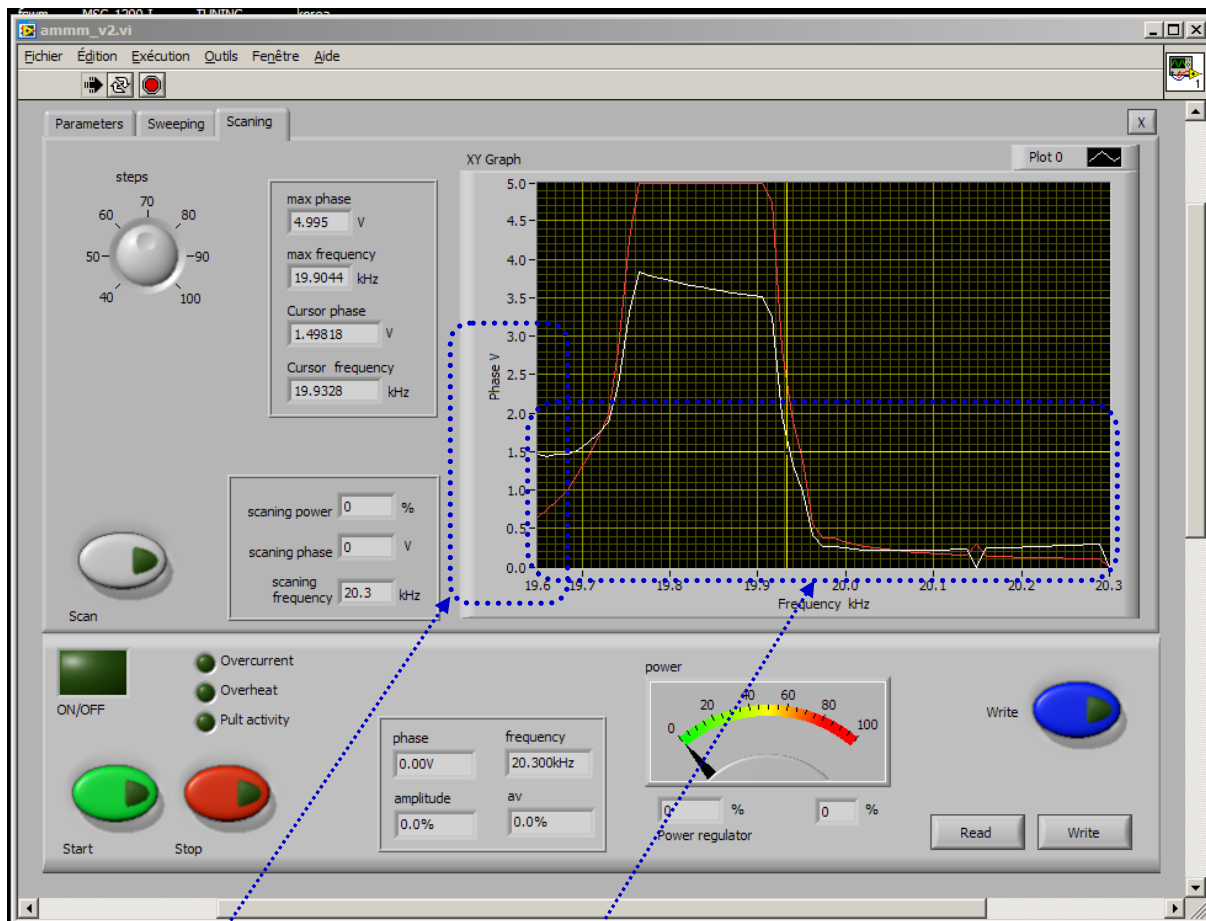 MSG_1200_I TUNING korea
ammm_v2.vi
Fichier Édition Exécution Outils Fenêtre Aide
1
Parameters Sweeping Scaning X
steps
40 50 60 70 80 90 100
max phase
4.995 V
max frequency
19.9044 kHz
Cursor phase
1.49818 V
Cursor frequency
19.9328 kHz
scaning power 0 %
scaning phase 0 V
scaning
frequency 20.3 kHz
Scan
XY Graph
Plot 0
Phase V
5.0
4.5
4.0
3.5
3.0
2.5
2.0
1.5
1.0
0.5
0.0
19.6 19.7 19.8 19.9 20.0 20.1 20.2 20.3
Frequency kHz
ON/OFF
Overcurrent
Overheat
Pult activity
Start Stop
phase frequency
0.00V 20.300kHz
amplitude av
0.0% 0.0%
power
0 20 40 60 80 100
0 % 0 %
Power regulator
Write
Read Write